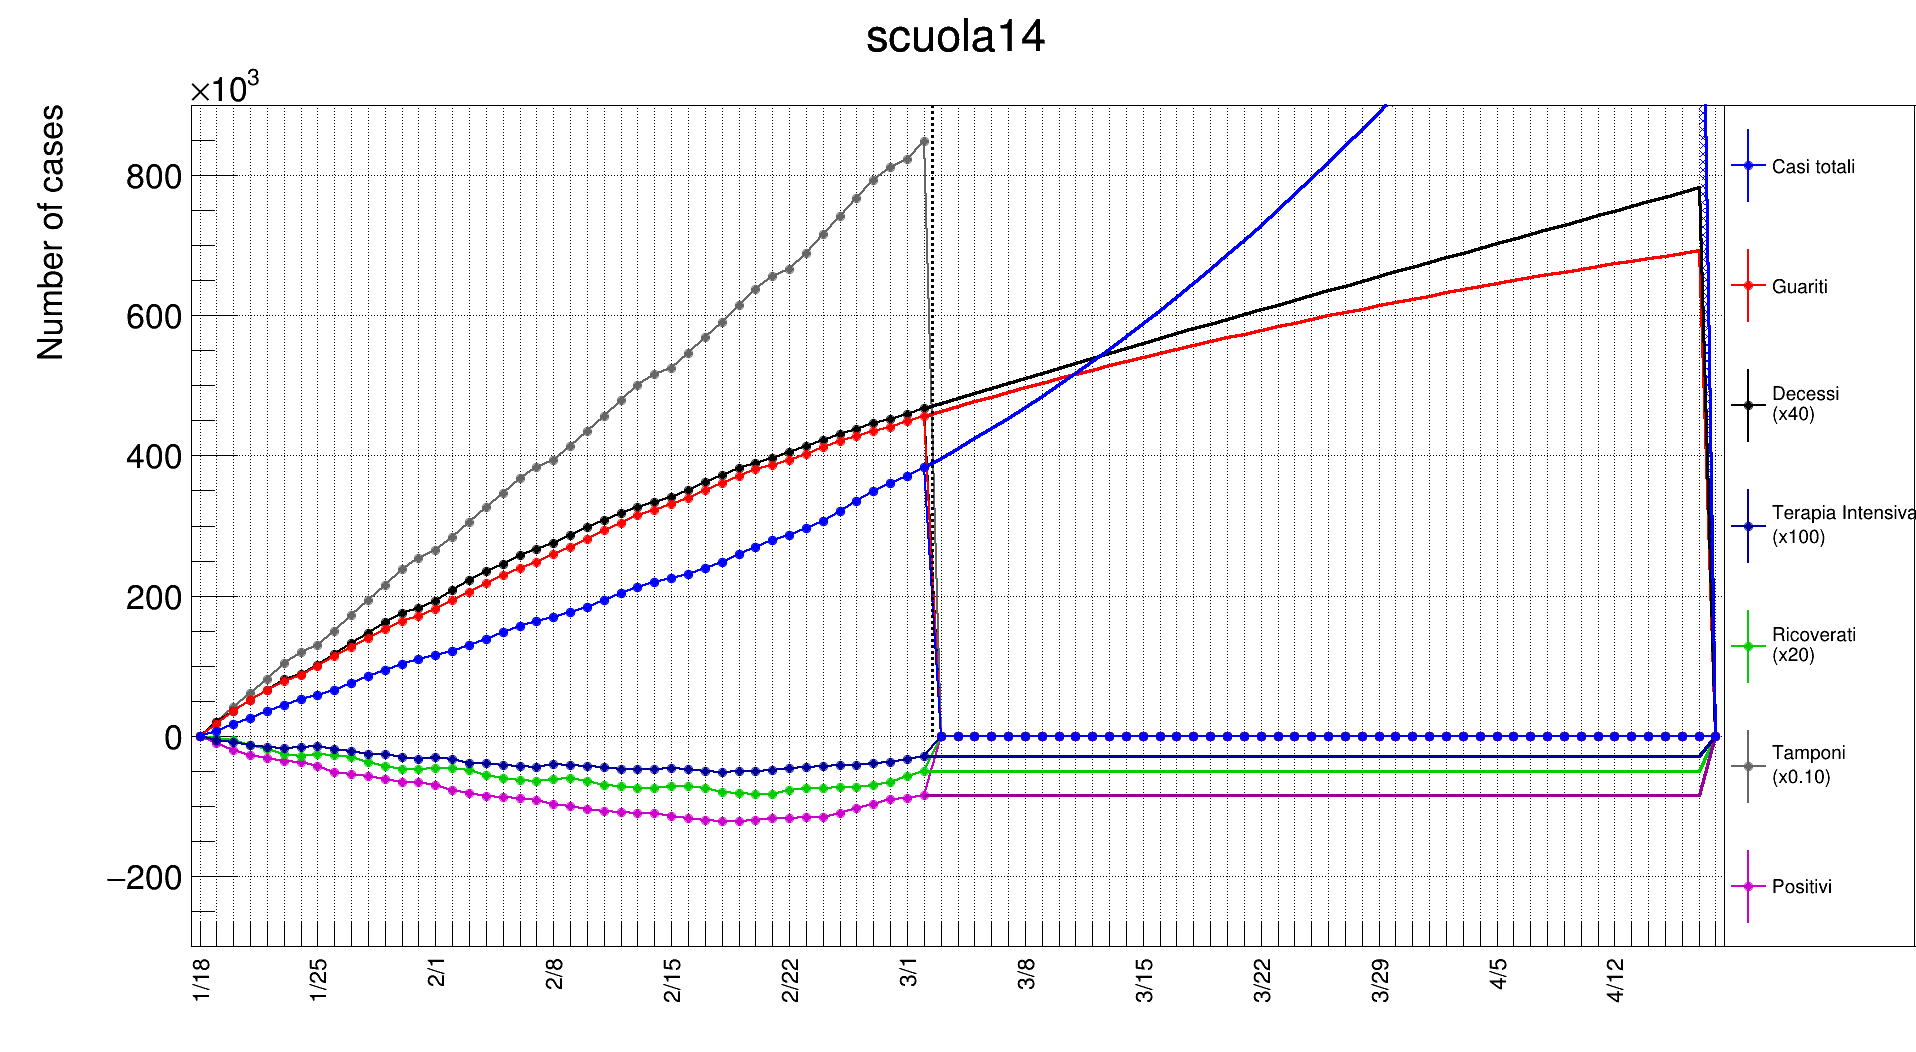 scuola14
×10³
Number of cases
800
600
400
200
0
−200
1/18
1/25
2/1
2/8
2/15
2/22
3/1
3/8
3/15
3/22
3/29
4/5
4/12
Casi totali
Guariti
Decessi
(x40)
Terapia Intensiva
(x100)
Ricoverati
(x20)
Tamponi
(x0.10)
Positivi